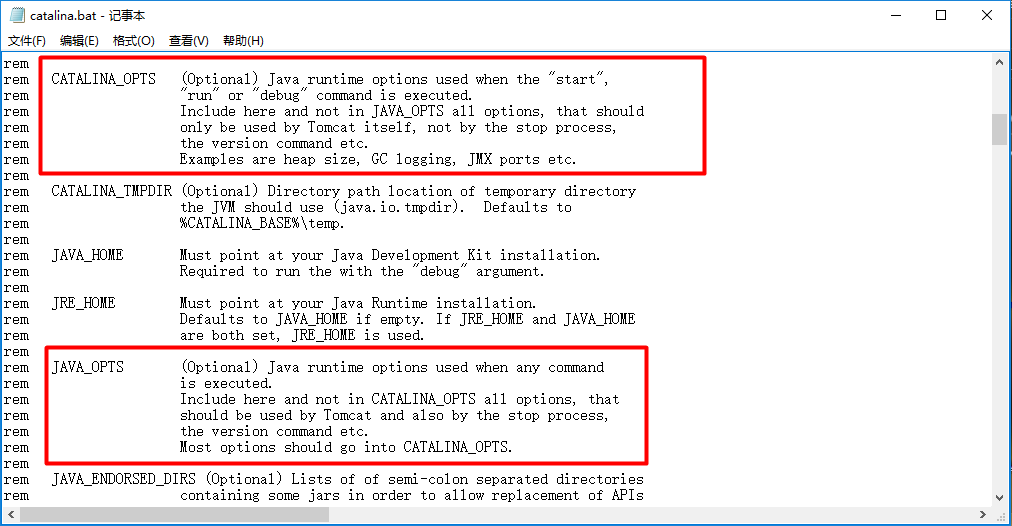 catalina.bat - 记事本
文件(F) 编辑(E) 格式(O) 查看(V) 帮助(H)
rem
rem CATALINA_OPTS (Optional) Java runtime options used when the "start",
rem "run" or "debug" command is executed.
rem Include here and not in JAVA_OPTS all options, that should
rem only be used by Tomcat itself, not by the stop process,
rem the version command etc.
rem Examples are heap size, GC logging, JMX ports etc.
rem
rem CATALINA_TMPDIR (Optional) Directory path location of temporary directory
rem the JVM should use (java.io.tmpdir). Defaults to
rem %CATALINA_BASE%\temp.
rem
rem JAVA_HOME Must point at your Java Development Kit installation.
rem Required to run the with the "debug" argument.
rem
rem JRE_HOME Must point at your Java Runtime installation.
rem Defaults to JAVA_HOME if empty. If JRE_HOME and JAVA_HOME
rem are both set, JRE_HOME is used.
rem
rem JAVA_OPTS (Optional) Java runtime options used when any command
rem is executed.
rem Include here and not in CATALINA_OPTS all options, that
rem should be used by Tomcat and also by the stop process,
rem the version command etc.
rem Most options should go into CATALINA_OPTS.
rem
rem JAVA_ENDORSED_DIRS (Optional) Lists of of semi-colon separated directories
rem containing some jars in order to allow replacement of APIs